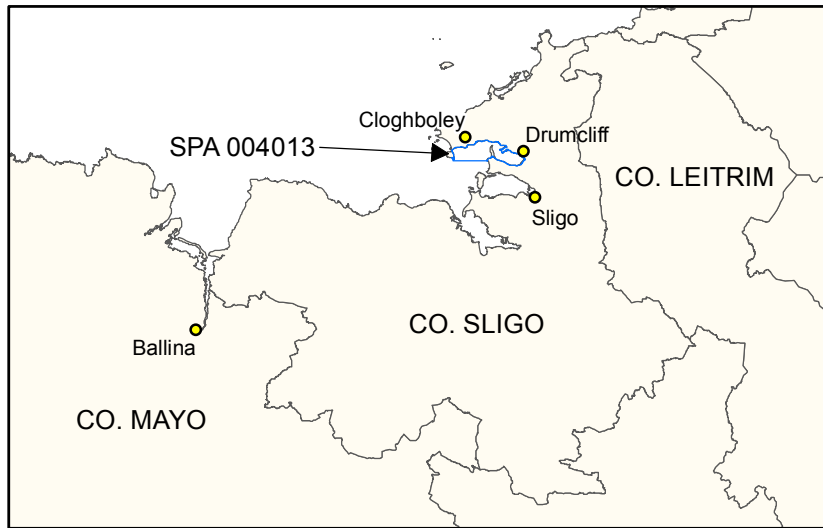 Cloghboley
Drumcliff
SPA 004013
CO. LEITRIM
Sligo
CO. SLIGO
Ballina
CO. MAYO